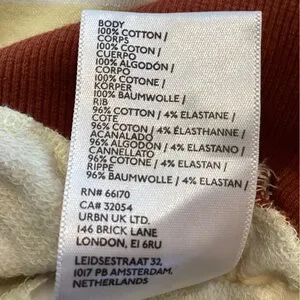 BODY
100% COTTON /
CORPS
100% COTON /
CUERPO
100% ALGODÓN /
CORPO
100% COTONE /
KÖRPER
100% BAUMWOLLE /
RIB
96% COTTON / 4% ELASTANE /
COTÉ
96% COTON / 4% ÉLASTHANNE /
ACANALADO
96% ALGODÓN / 4% ELASTANO /
CANNELLATO
96% COTONE / 4% ELASTAN /
RIPPE
96% BAUMWOLLE / 4% ELASTAN /
RN# 66170
CA# 32054
URBN UK LTD.
146 BRICK LANE
LONDON, E1 6RU
LEIDSESTRAAT 32,
1017 PB AMSTERDAM,
NETHERLANDS